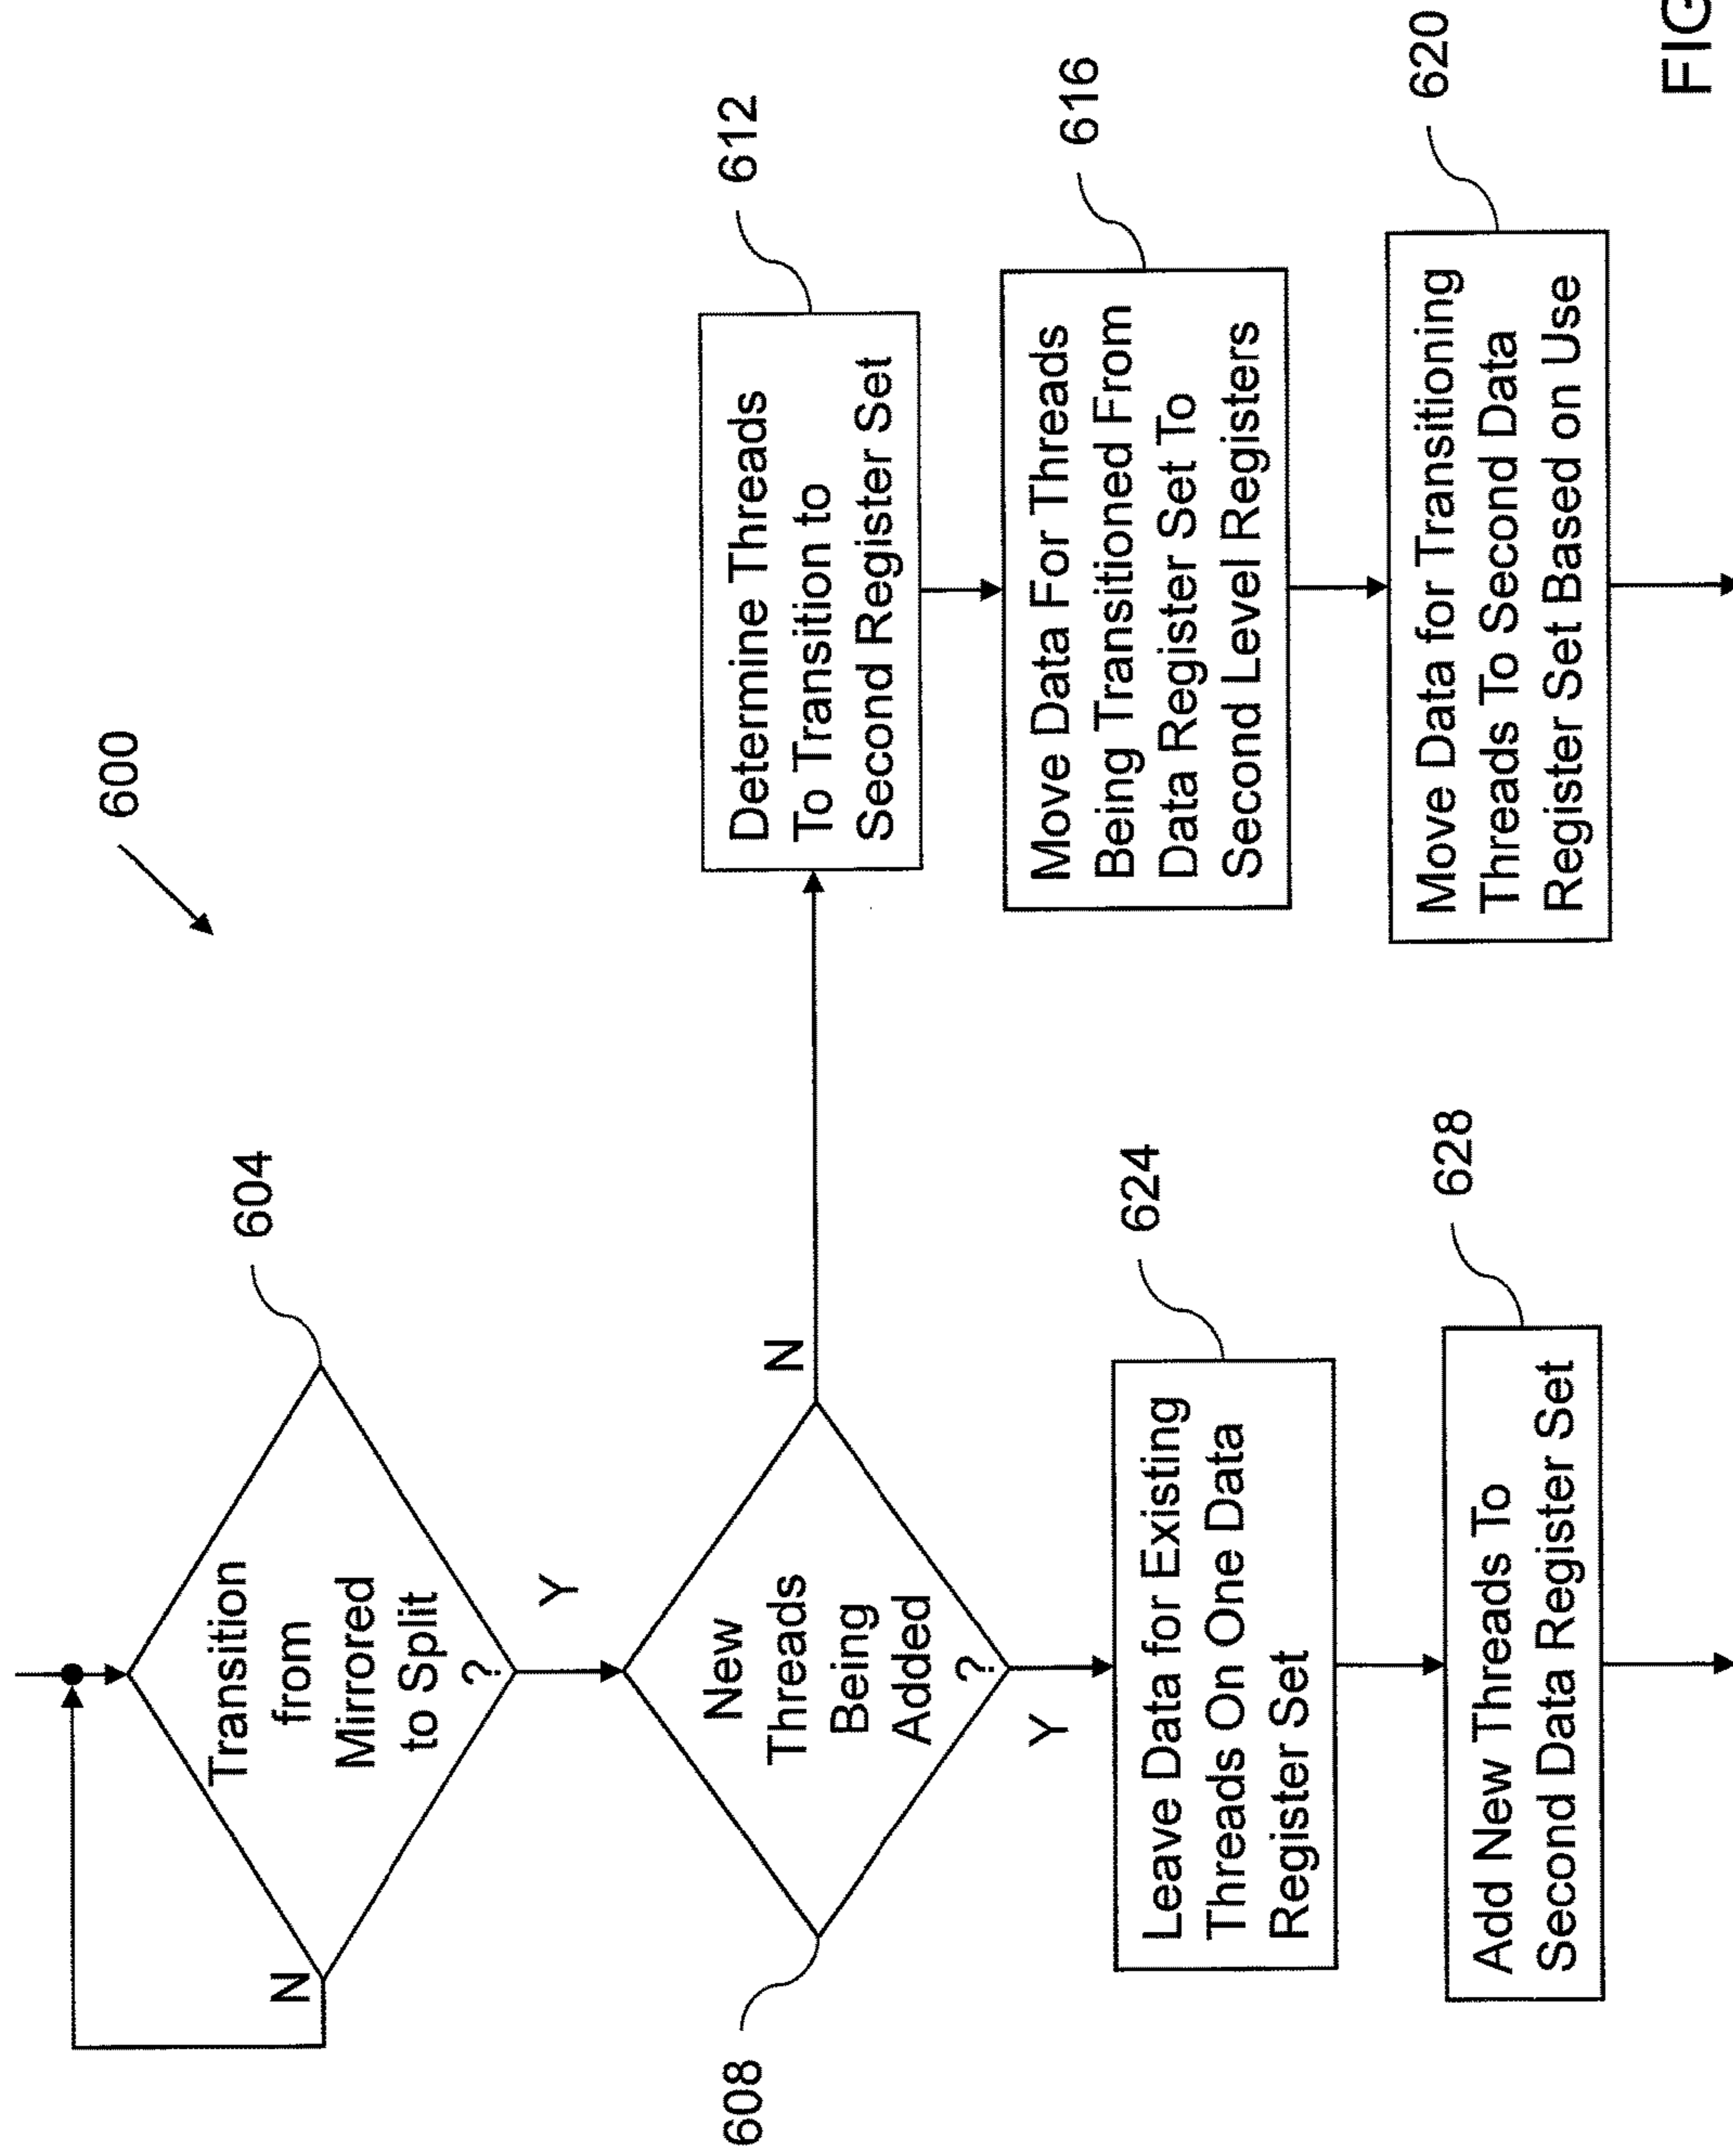 600
604
Transition
from
Mirrored
to Split
?
N
Y
608
New
Threads
Being
Added
?
N
Y
612
Determine Threads
To Transition to
Second Register Set
616
Move Data For Threads
Being Transitioned From
Data Register Set To
Second Level Registers
620
Move Data for Transitioning
Threads To Second Data
Register Set Based on Use
624
Leave Data for Existing
Threads On One Data
Register Set
628
Add New Threads To
Second Data Register Set
FIG